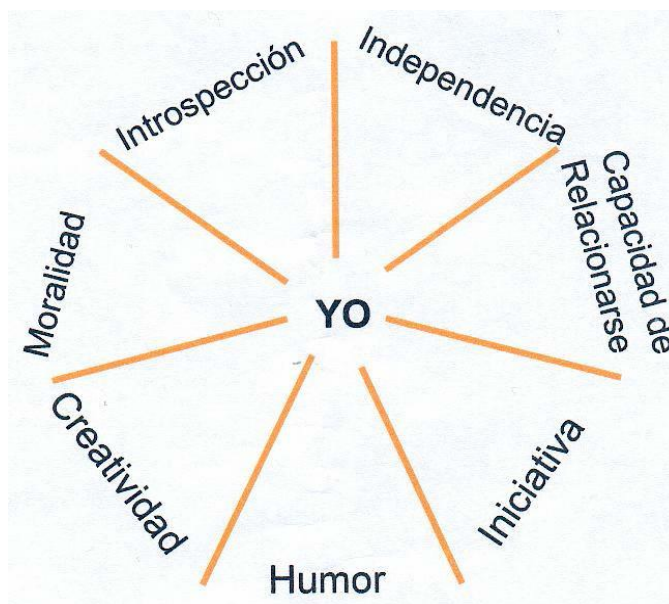 Introspección
Independencia
Capacidad de
Relacionarse
YO
Moralidad
Creatividad
Iniciativa
Humor